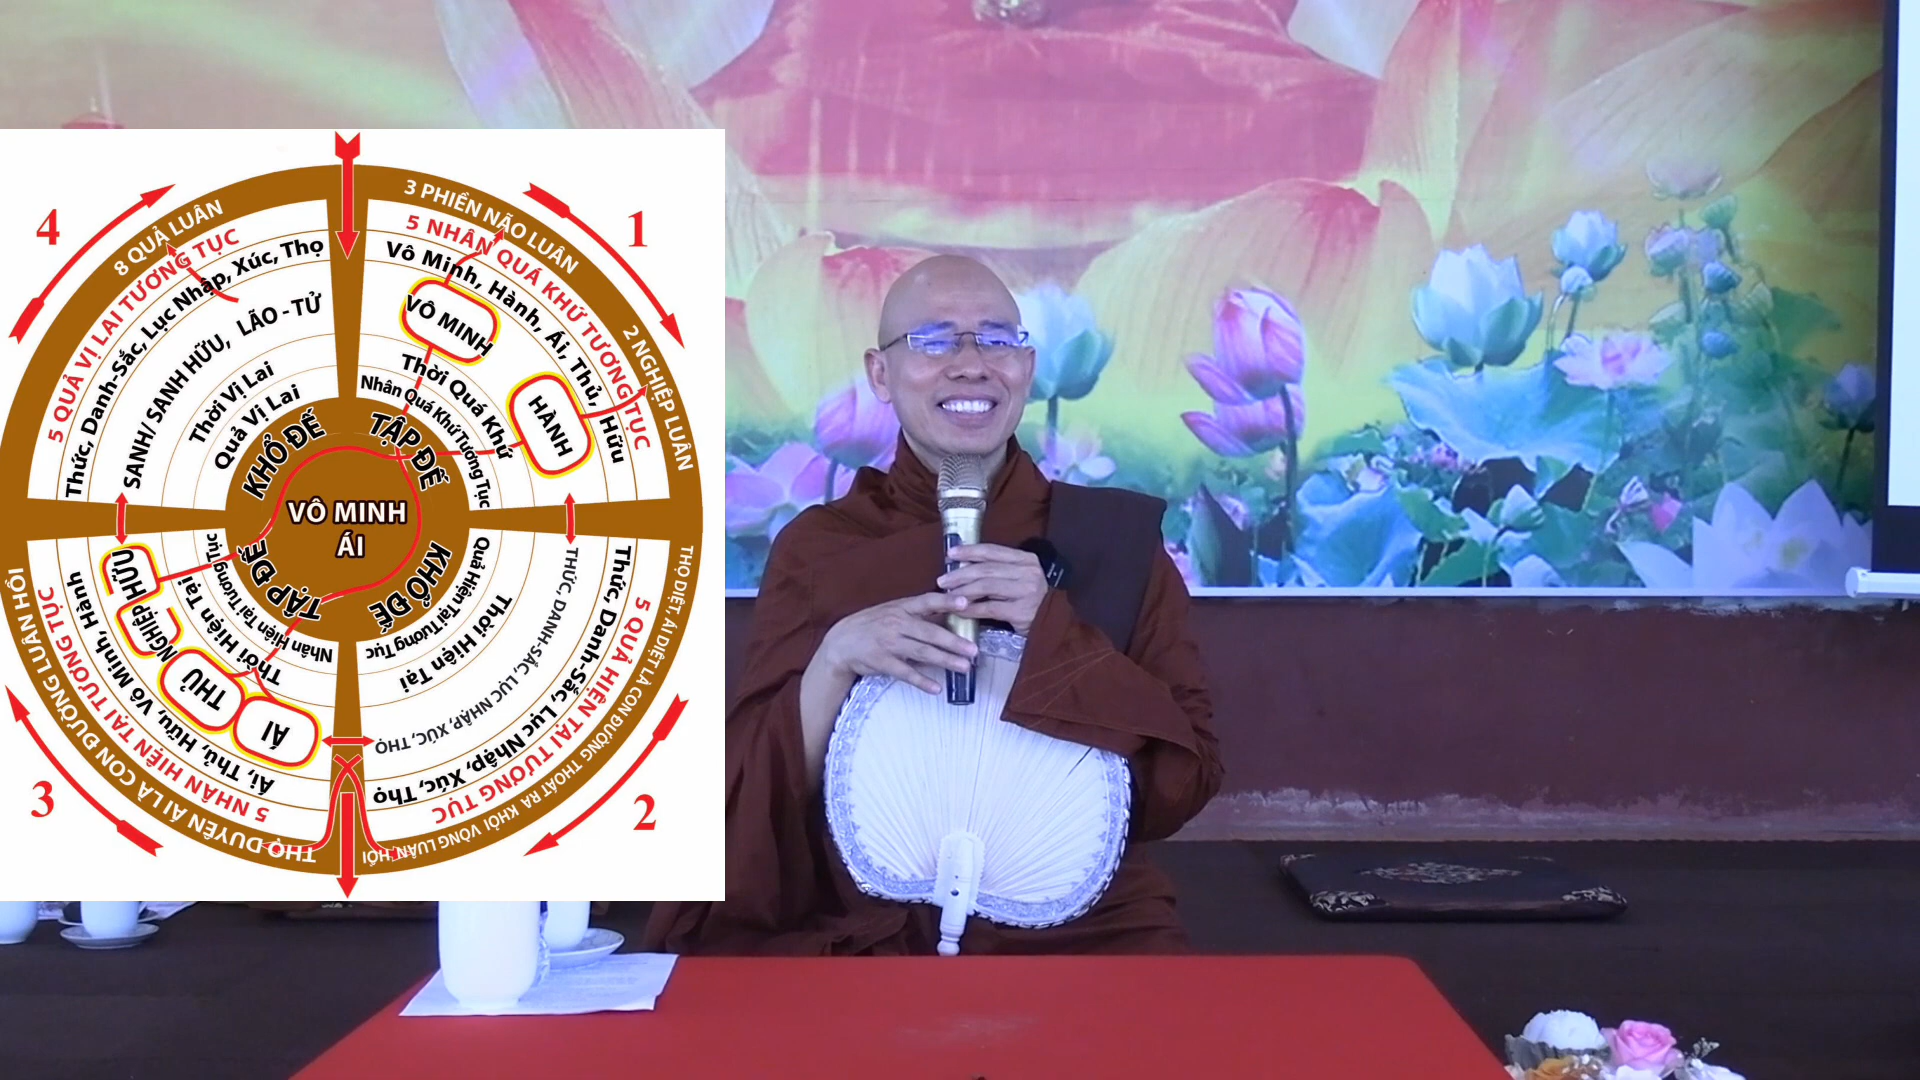 4
8 QUẢ LUÂN
5 QUẢ VỊ LAI TƯƠNG TỤC
Thức, Danh-Sắc, Lục Nhập, Xúc, Thọ
SANH/ SANH HỮU, LÃO - TỬ
Thời Vị Lai
Quả Vị Lai
KHỔ ĐẾ
1
3 PHIỀN NÃO LUÂN
2 NGHIỆP LUÂN
5 NHÂN QUÁ KHỨ TƯƠNG TỤC
Vô Minh, Hành, Ái, Thủ, Hữu
VÔ MINH
HÀNH
Thời Quá Khứ
Nhân Quá Khứ Tương Tục
TẬP ĐẾ
VÔ MINH
ÁI
2
THỌ DIỆT, ÁI DIỆT LÀ CON ĐƯỜNG THOÁT RA KHỎI VÒNG LUÂN HỒI
5 QUẢ HIỆN TẠI TƯƠNG TỤC
Thức, Danh-Sắc, Lục Nhập, Xúc, Thọ
THỨC, DANH-SẮC, LỤC NHẬP, XÚC, THỌ
Thời Hiện Tại
Quả Hiện Tại Tương Tục
KHỔ ĐẾ
3
THỌ DUYÊN ÁI LÀ CON ĐƯỜNG LUÂN HỒI
5 NHÂN HIỆN TẠI TƯƠNG TỤC
Ái, Thủ, Hữu, Vô Minh, Hành
ÁI
THỦ
NGHIỆP HỮU
Thời Hiện Tại
Nhân Hiện Tại Tương Tục
TẬP ĐẾ